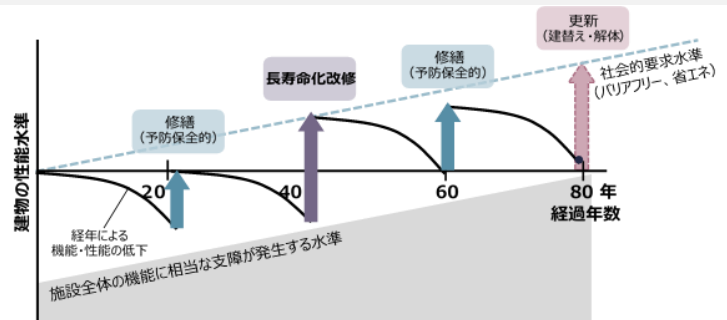 更新
（建替え・解体）
修繕
（予防保全的）
社会的要求水準
（バリアフリー、省エネ）
長寿命化改修
修繕
（予防保全的）
建物の性能水準
20
40
60
80 年
経過年数
経年による
機能・性能の低下
施設全体の機能に相当な支障が発生する水準